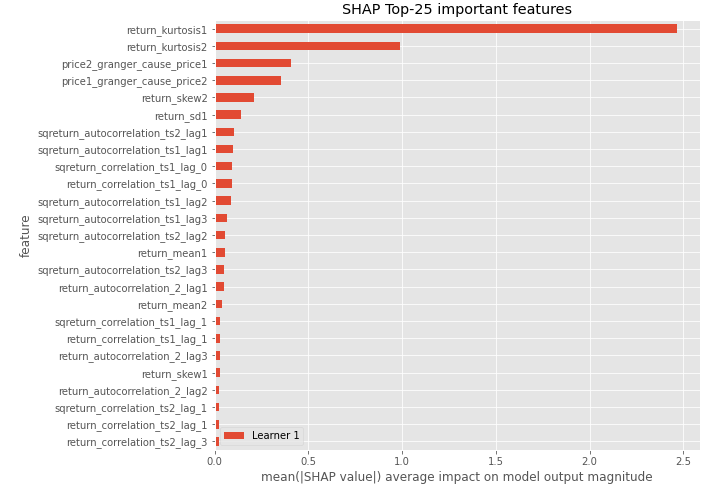 SHAP Top-25 important features
return_kurtosis1
return_kurtosis2
price2_granger_cause_price1
price1_granger_cause_price2
return_skew2
return_sd1
sqreturn_autocorrelation_ts2_lag1
sqreturn_autocorrelation_ts1_lag1
sqreturn_correlation_ts1_lag_0
return_correlation_ts1_lag_0
sqreturn_autocorrelation_ts1_lag2
sqreturn_autocorrelation_ts1_lag3
sqreturn_autocorrelation_ts2_lag2
return_mean1
sqreturn_autocorrelation_ts2_lag3
return_autocorrelation_2_lag1
return_mean2
sqreturn_correlation_ts1_lag_1
return_correlation_ts1_lag_1
return_autocorrelation_2_lag3
return_skew1
return_autocorrelation_2_lag2
sqreturn_correlation_ts2_lag_1
return_correlation_ts2_lag_1
return_correlation_ts2_lag_3
feature
Learner 1
0.0 0.5 1.0 1.5 2.0 2.5
mean(|SHAP value|) average impact on model output magnitude